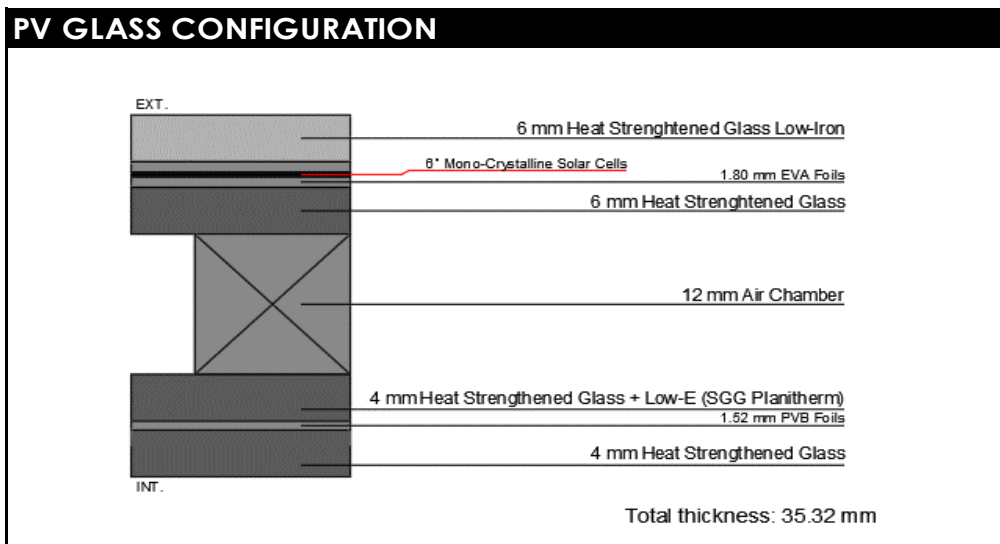 PV GLASS CONFIGURATION
EXT.
6 mm Heat Strenghtened Glass Low-Iron
6" Mono-Crystalline Solar Cells
1.80 mm EVA Foils
6 mm Heat Strenghtened Glass
12 mm Air Chamber
4 mm Heat Strengthened Glass + Low-E (SGG Planitherm)
1.52 mm PVB Foils
4 mm Heat Strengthened Glass
INT.
Total thickness: 35.32 mm